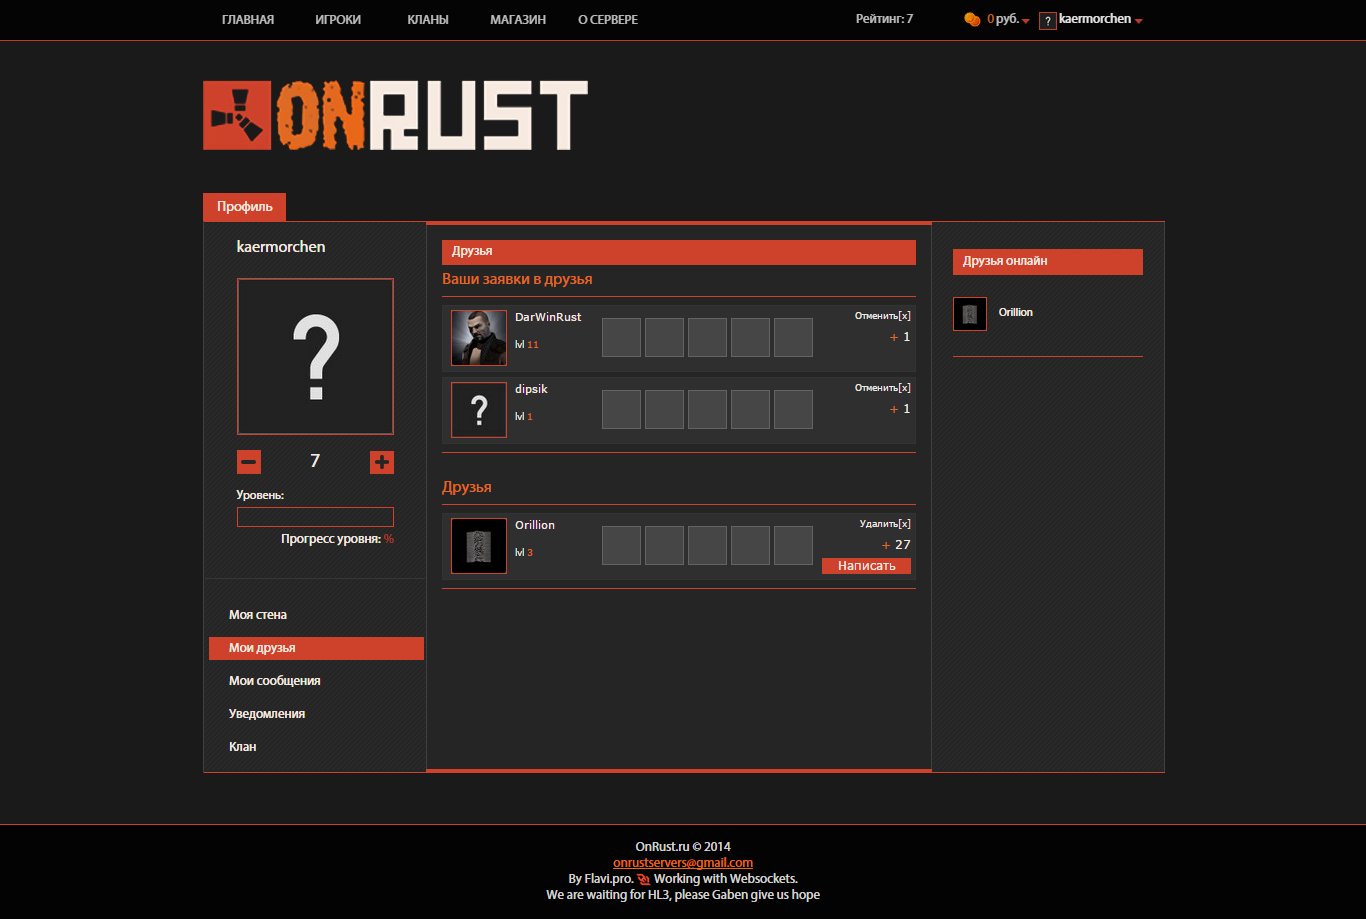 ГЛАВНАЯ ИГРОКИ КЛАНЫ МАГАЗИН О СЕРВЕРЕ Рейтинг: 7 0 руб. ? kaermorchen
ONRUST
Профиль
kaermorchen
?
7
Уровень:
Прогресс уровня: %
Моя стена
Мои друзья
Мои сообщения
Уведомления
Клан
Друзья
Ваши заявки в друзья
DarWinRust Отменить[x]
lvl 11 + 1
dipsik Отменить[x]
? lvl 1 + 1
Друзья
Orillion Удалить[x]
lvl 3 + 27
Написать
Друзья онлайн
Orillion
OnRust.ru © 2014
onrustservers@gmail.com
By Flavi.pro. Working with Websockets.
We are waiting for HL3, please Gaben give us hope